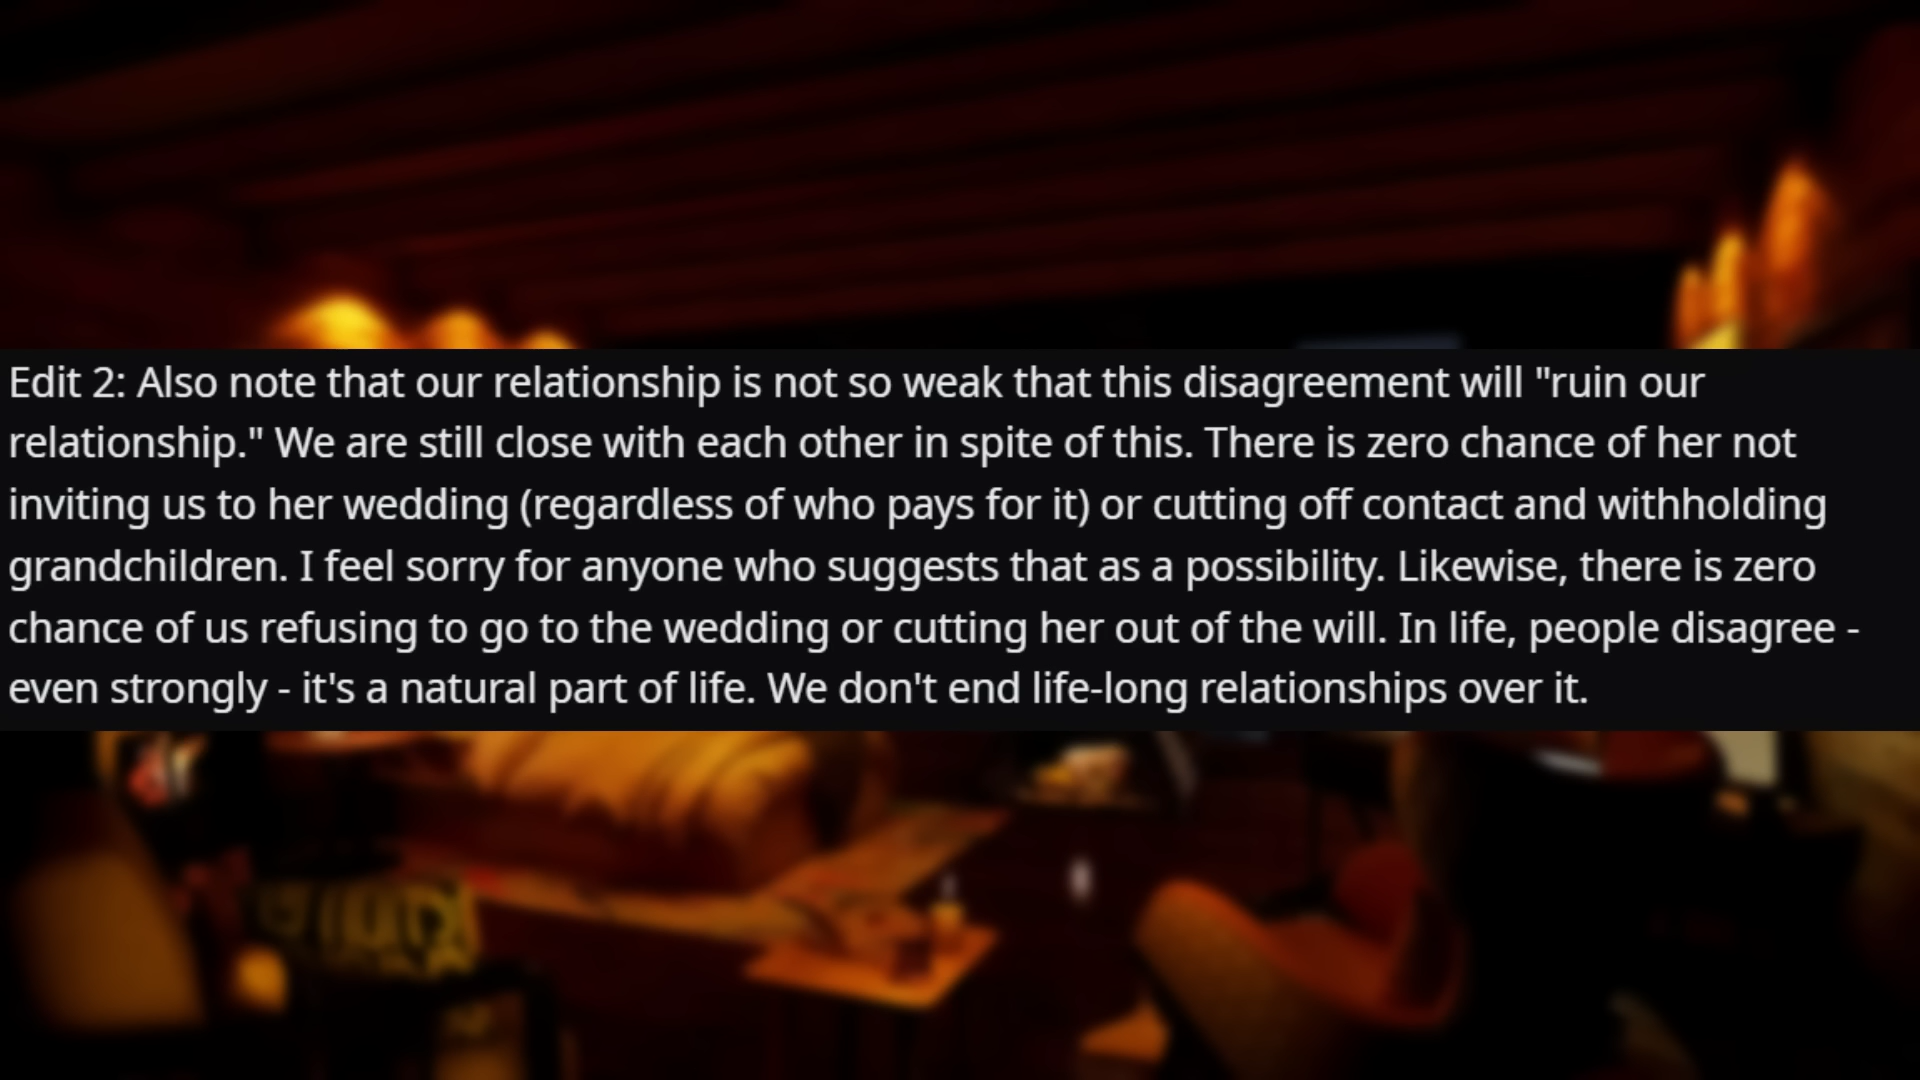 Edit 2: Also note that our relationship is not so weak that this disagreement will "ruin our
relationship." We are still close with each other in spite of this. There is zero chance of her not
inviting us to her wedding (regardless of who pays for it) or cutting off contact and withholding
grandchildren. I feel sorry for anyone who suggests that as a possibility. Likewise, there is zero
chance of us refusing to go to the wedding or cutting her out of the will. In life, people disagree -
even strongly - it's a natural part of life. We don't end life-long relationships over it.